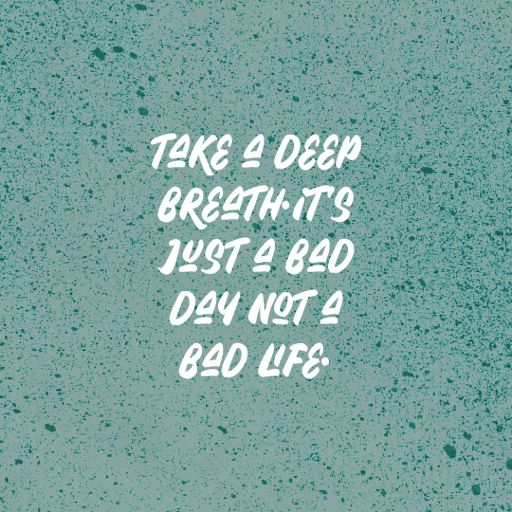 TAKE A DEEP
BREATH. IT'S
JUST A BAD
DAY NOT A
BAD LIFE.